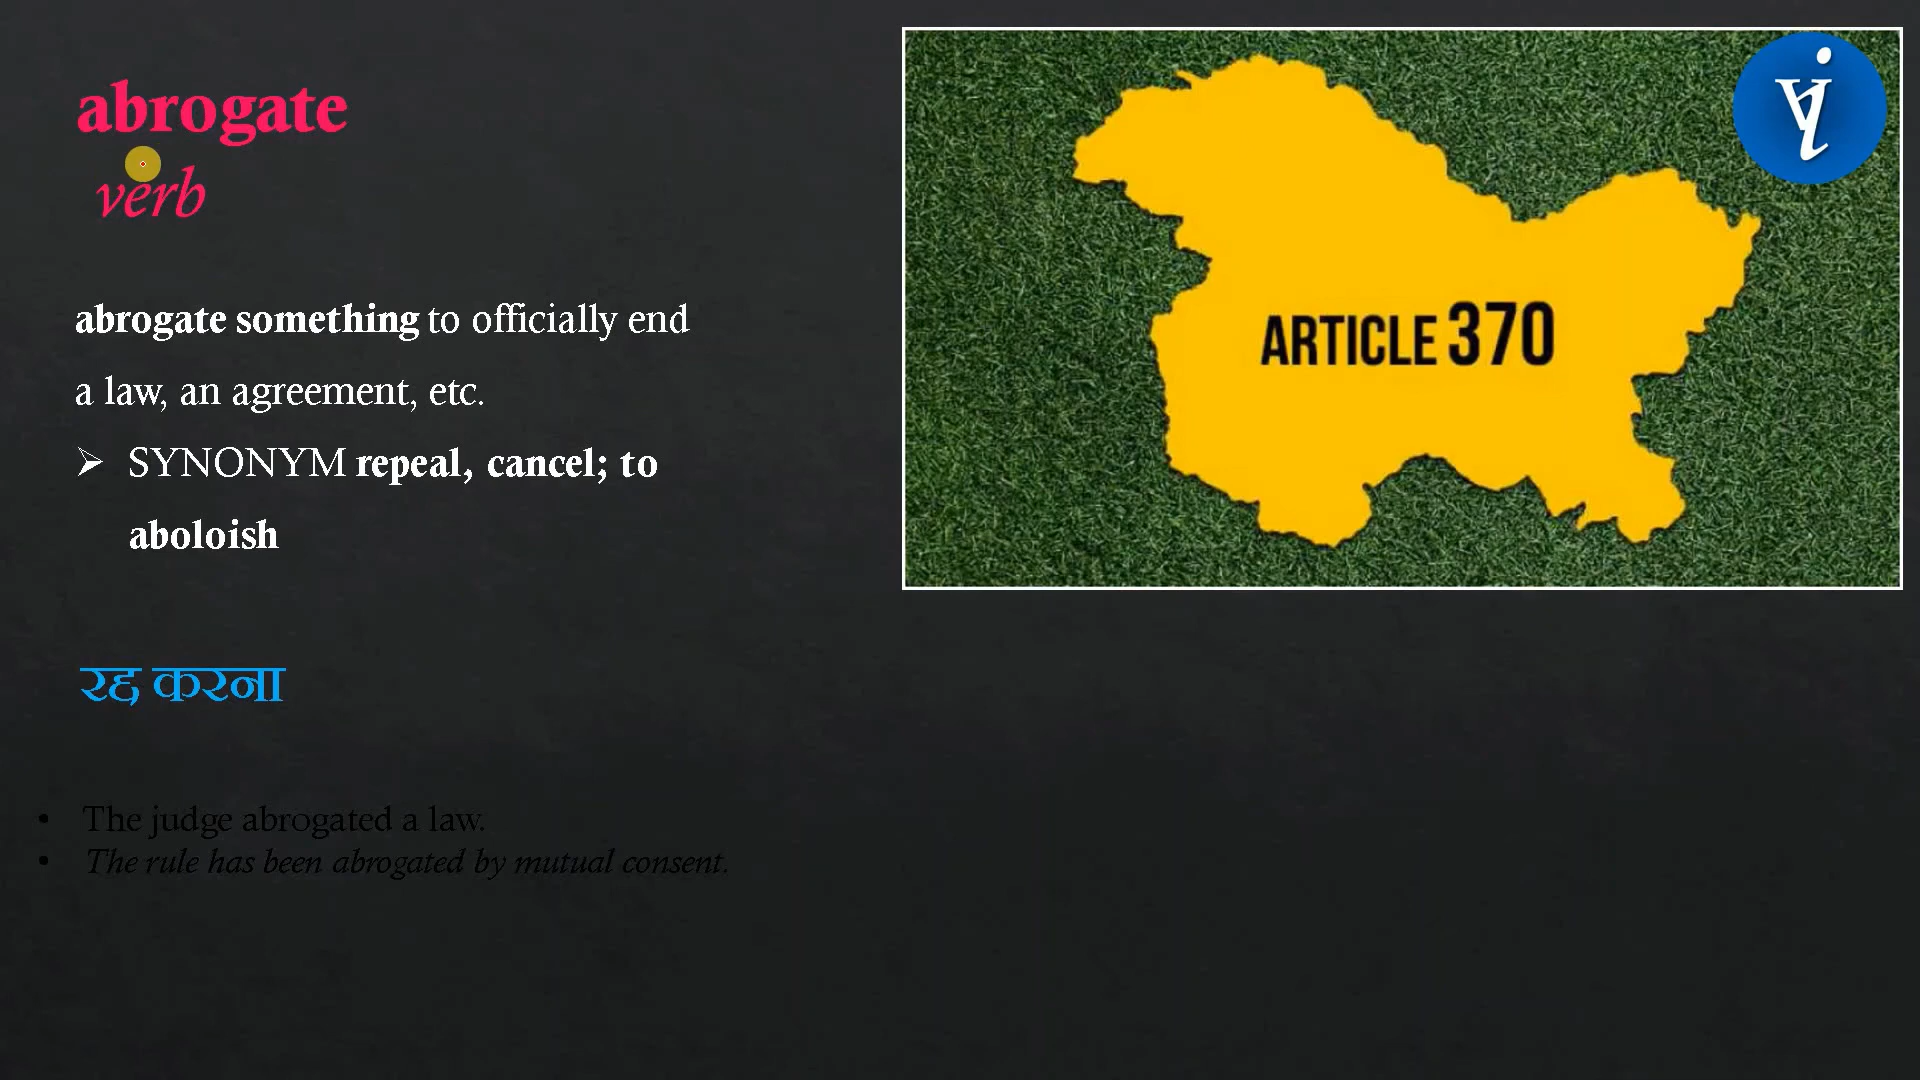 abrogate
verb
abrogate something to officially end
a law, an agreement, etc.
➢ SYNONYM repeal, cancel; to
aboloish
रद्द करना
• The judge abrogated a law.
• The rule has been abrogated by mutual consent.
ARTICLE 370